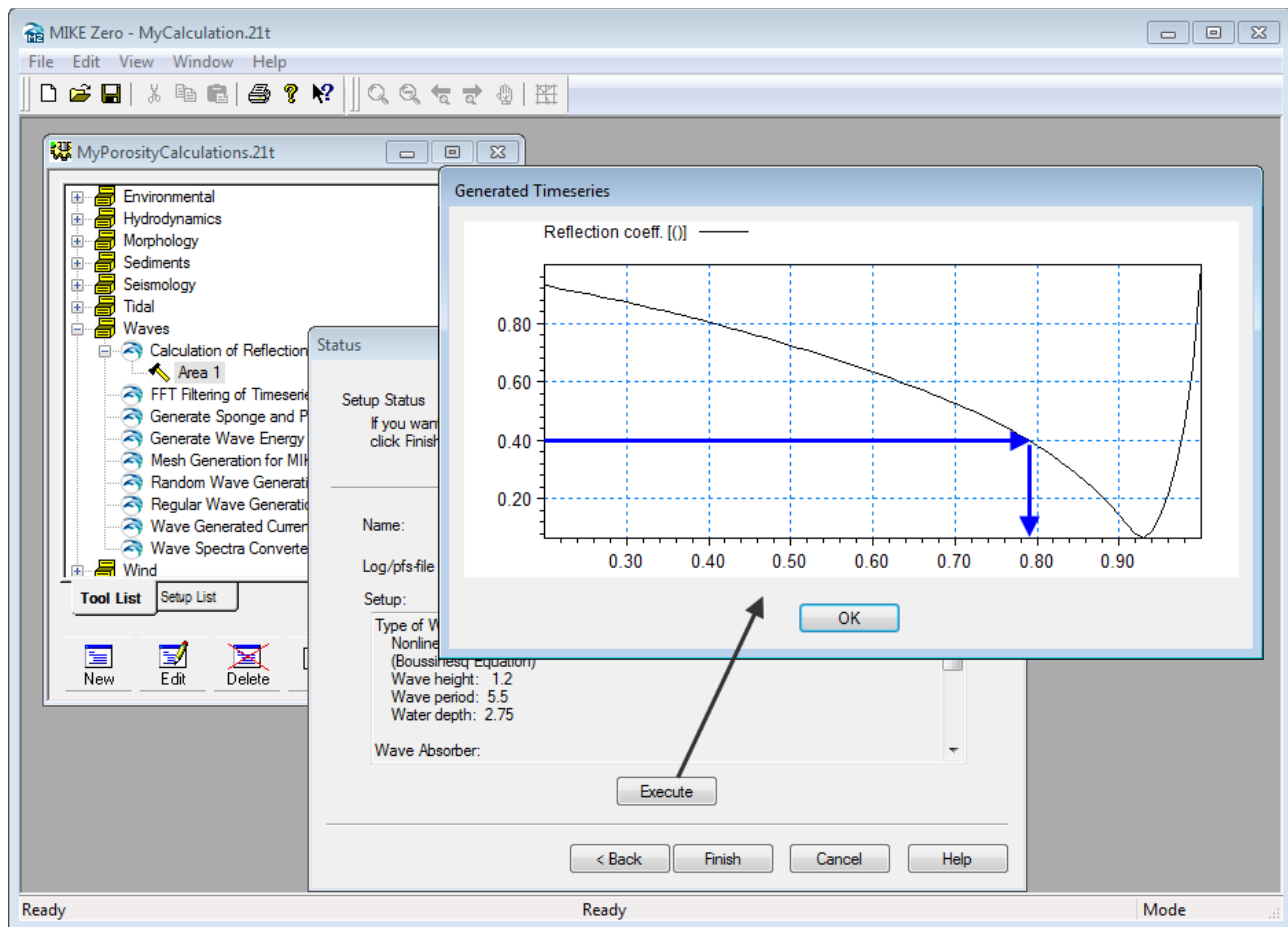 MIKE Zero - MyCalculation.21t
File Edit View Window Help
MyPorosityCalculations.21t
Environmental
Hydrodynamics
Morphology
Sediments
Seismology
Tidal
Waves
Calculation of Reflection
Area 1
FFT Filtering of Timeserie
Generate Sponge and P
Generate Wave Energy
Mesh Generation for MI
Random Wave Generati
Regular Wave Generatio
Wave Generated Curren
Wave Spectra Converte
Wind
Tool List Setup List
New Edit Delete
Status
Setup Status
If you wan
click Finish
Name:
Log/pfs-file
Setup:
Type of W
Nonline
(Boussinesq Equation)
Wave height: 1.2
Wave period: 5.5
Water depth: 2.75
Wave Absorber:
Execute
< Back Finish Cancel Help
Generated Timeseries
Reflection coeff. [()]
0.80
0.60
0.40
0.20
0.30 0.40 0.50 0.60 0.70 0.80 0.90
OK
Ready Ready Mode